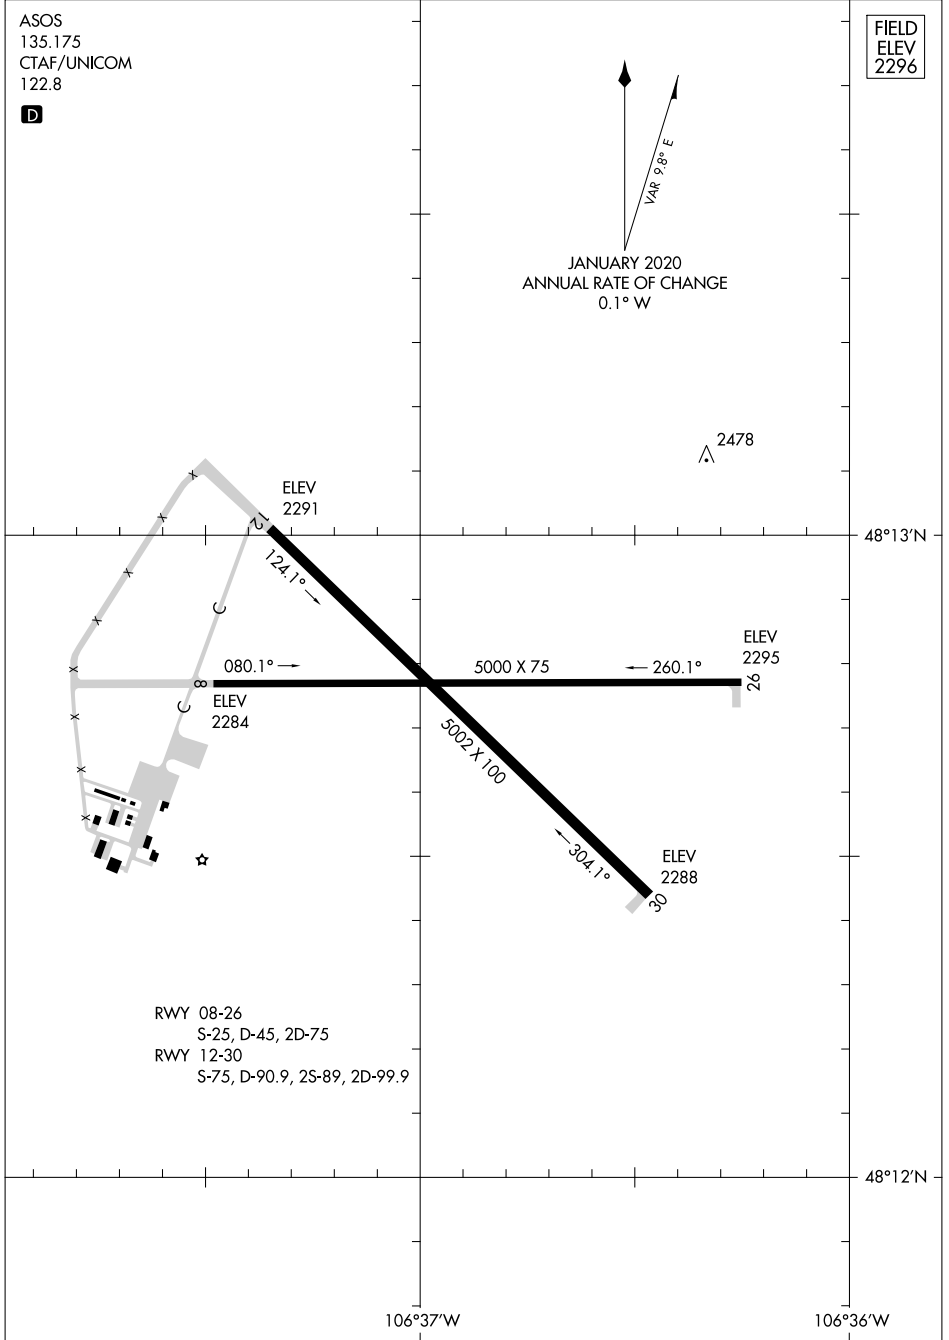 ASOS
135.175
CTAF/UNICOM
122.8
D
FIELD
ELEV
2296
VAR 9.8° E
JANUARY 2020
ANNUAL RATE OF CHANGE
0.1° W
2478
ELEV
2291
12
48°13'N
124.1°
C
X
X
X
X
X
X
X
X
080.1°
5000 X 75
260.1°
ELEV
2295
8
26
ELEV
2284
C
5002 X 100
304.1°
ELEV
2288
30
RWY 08-26
S-25, D-45, 2D-75
RWY 12-30
S-75, D-90.9, 2S-89, 2D-99.9
48°12'N
106°37'W
106°36'W